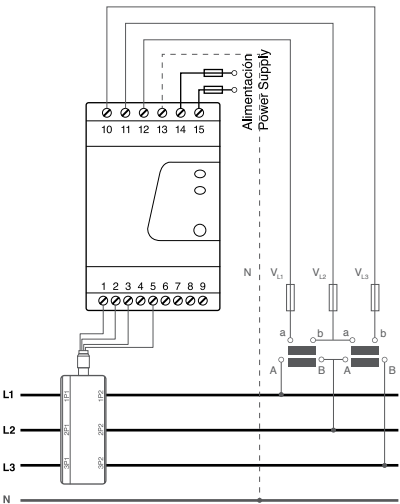 Alimentación
Power Supply
10 11 12 13 14 15
1 2 3 4 5 6 7 8 9
N VL1 VL2 VL3
a b a b
A B A B
L1 1P1 1P2
L2 2P1 2P2
L3 3P1 3P2
N